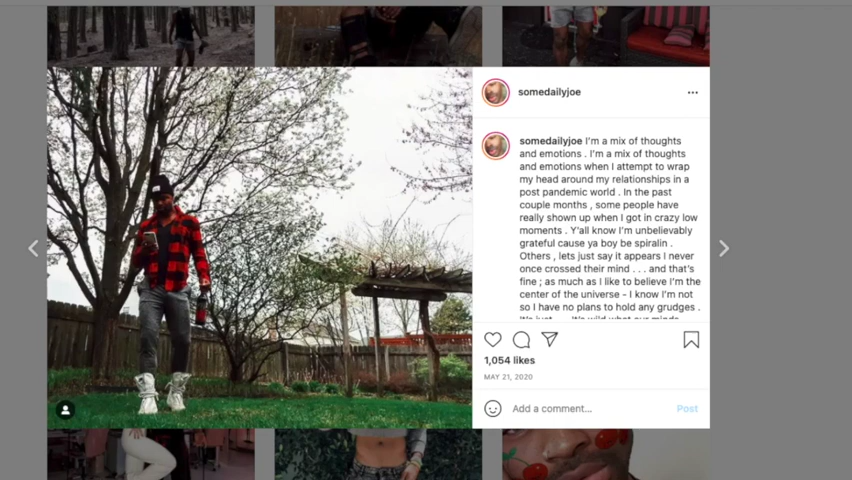 somedailyjoe
somedailyjoe I'm a mix of thoughts
and emotions . I'm a mix of thoughts
and emotions when I attempt to wrap
my head around my relationships in a
post pandemic world . In the past
couple months , some people have
really shown up when I got in crazy low
moments . Y'all know I'm unbelievably
grateful cause ya boy be spiralin .
Others , lets just say it appears I never
once crossed their mind . . . and that's
fine ; as much as I like to believe I'm the
center of the universe - I know I'm not
so I have no plans to hold any grudges .
1,054 likes
MAY 21, 2020
Add a comment...
Post